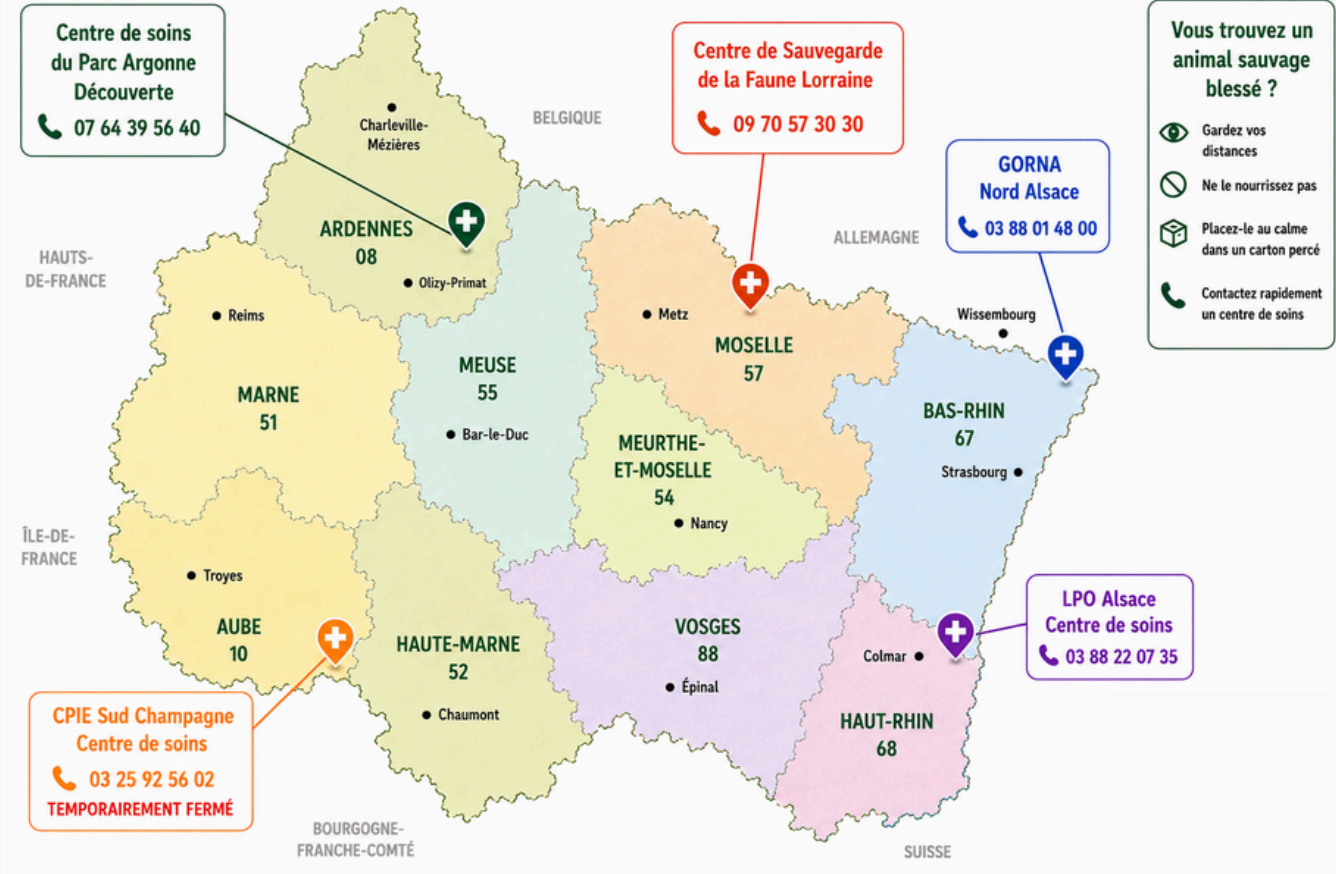 Centre de soins
du Parc Argonne
Découverte
07 64 39 56 40
Centre de Sauvegarde
de la Faune Lorraine
09 70 57 30 30
GORNA
Nord Alsace
03 88 01 48 00
Vous trouvez un
animal sauvage
blessé ?
Gardez vos
distances
Ne le nourrissez pas
Placez-le au calme
dans un carton percé
Contactez rapidement
un centre de soins
BELGIQUE
ALLEMAGNE
HAUTS-
DE-FRANCE
ÎLE-DE-
FRANCE
BOURGOGNE-
FRANCHE-COMTÉ
SUISSE
Charleville-
Mézières
ARDENNES
08
Olizy-Primat
Reims
MARNE
51
MEUSE
55
Bar-le-Duc
Metz
MOSELLE
57
MEURTHE-
ET-MOSELLE
54
Nancy
Wissembourg
BAS-RHIN
67
Strasbourg
Troyes
AUBE
10
HAUTE-MARNE
52
Chaumont
VOSGES
88
Épinal
Colmar
HAUT-RHIN
68
LPO Alsace
Centre de soins
03 88 22 07 35
CPIE Sud Champagne
Centre de soins
03 25 92 56 02
TEMPORAIREMENT FERMÉ